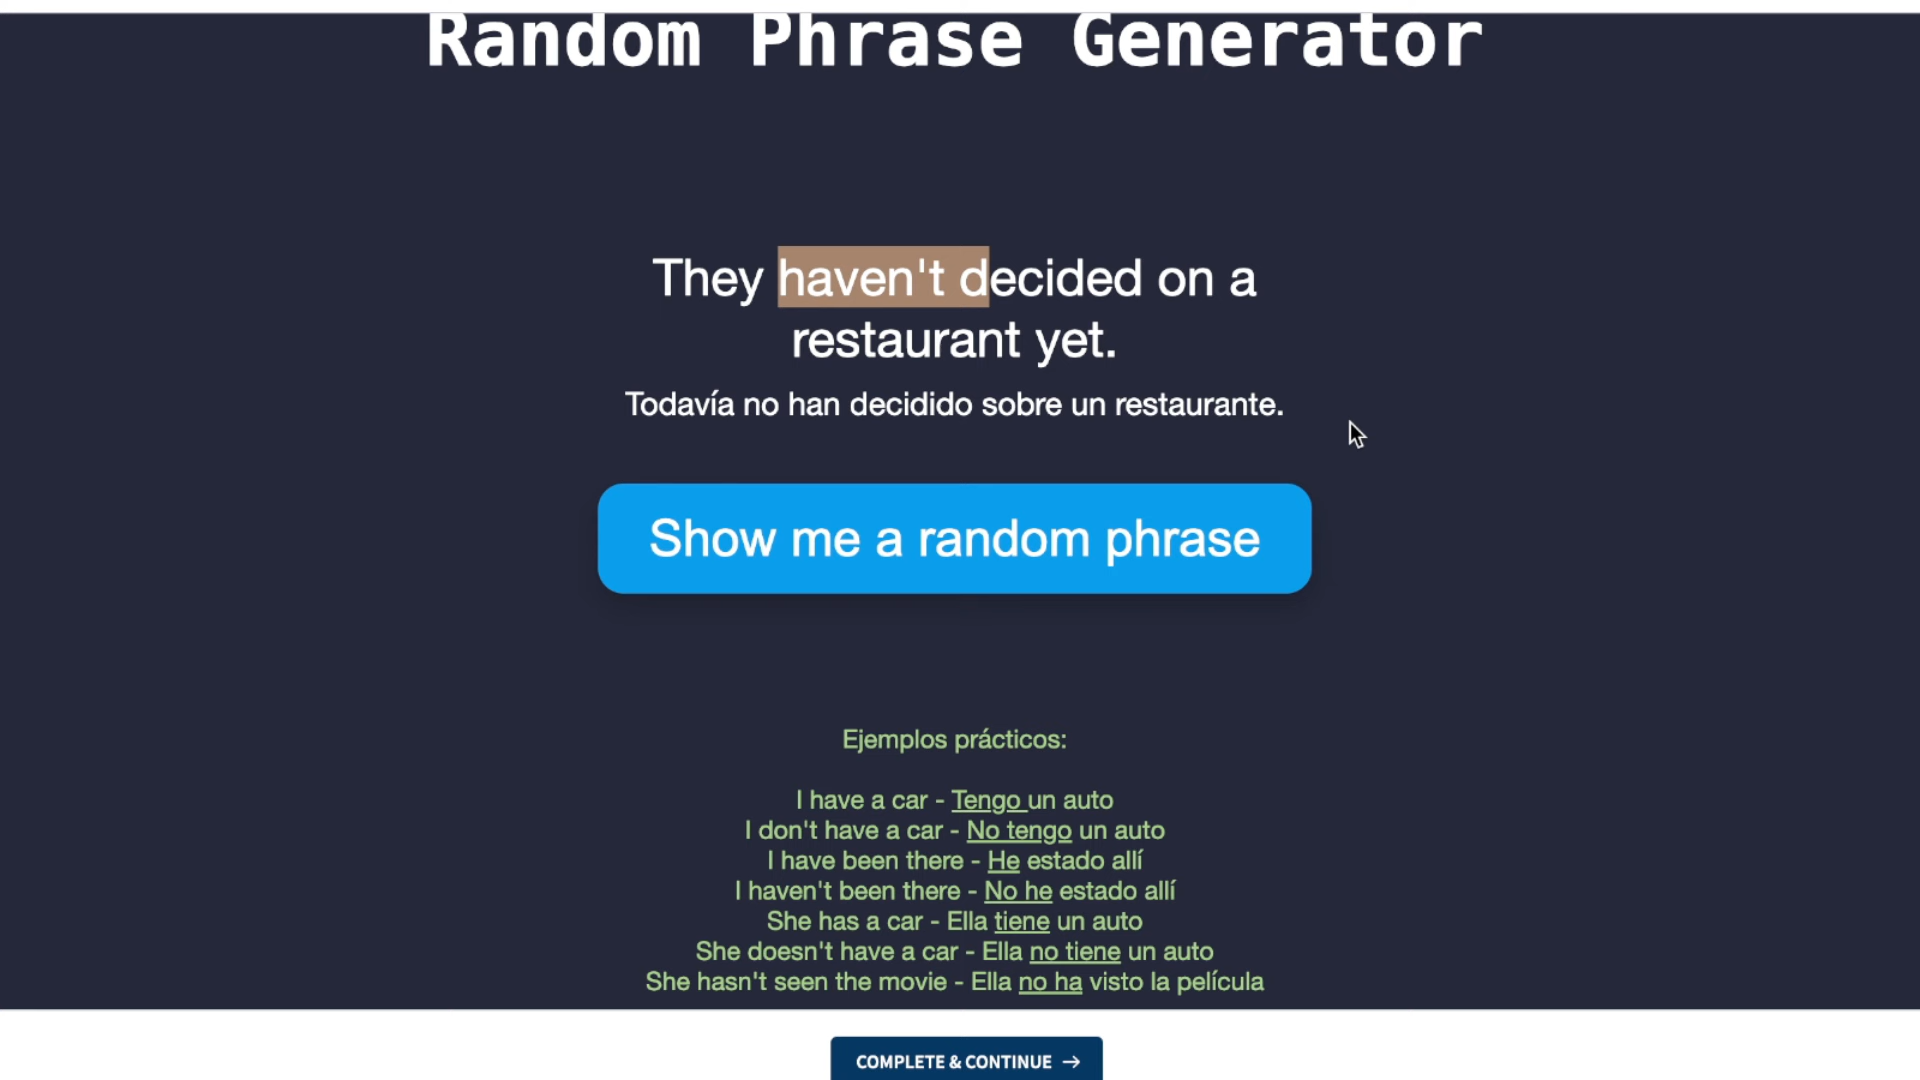 Random Phrase Generator
They haven't decided on a
restaurant yet.
Todavía no han decidido sobre un restaurante.
Show me a random phrase
Ejemplos prácticos:
I have a car - Tengo un auto
I don't have a car - No tengo un auto
I have been there - He estado allí
I haven't been there - No he estado allí
She has a car - Ella tiene un auto
She doesn't have a car - Ella no tiene un auto
She hasn't seen the movie - Ella no ha visto la película
COMPLETE & CONTINUE →